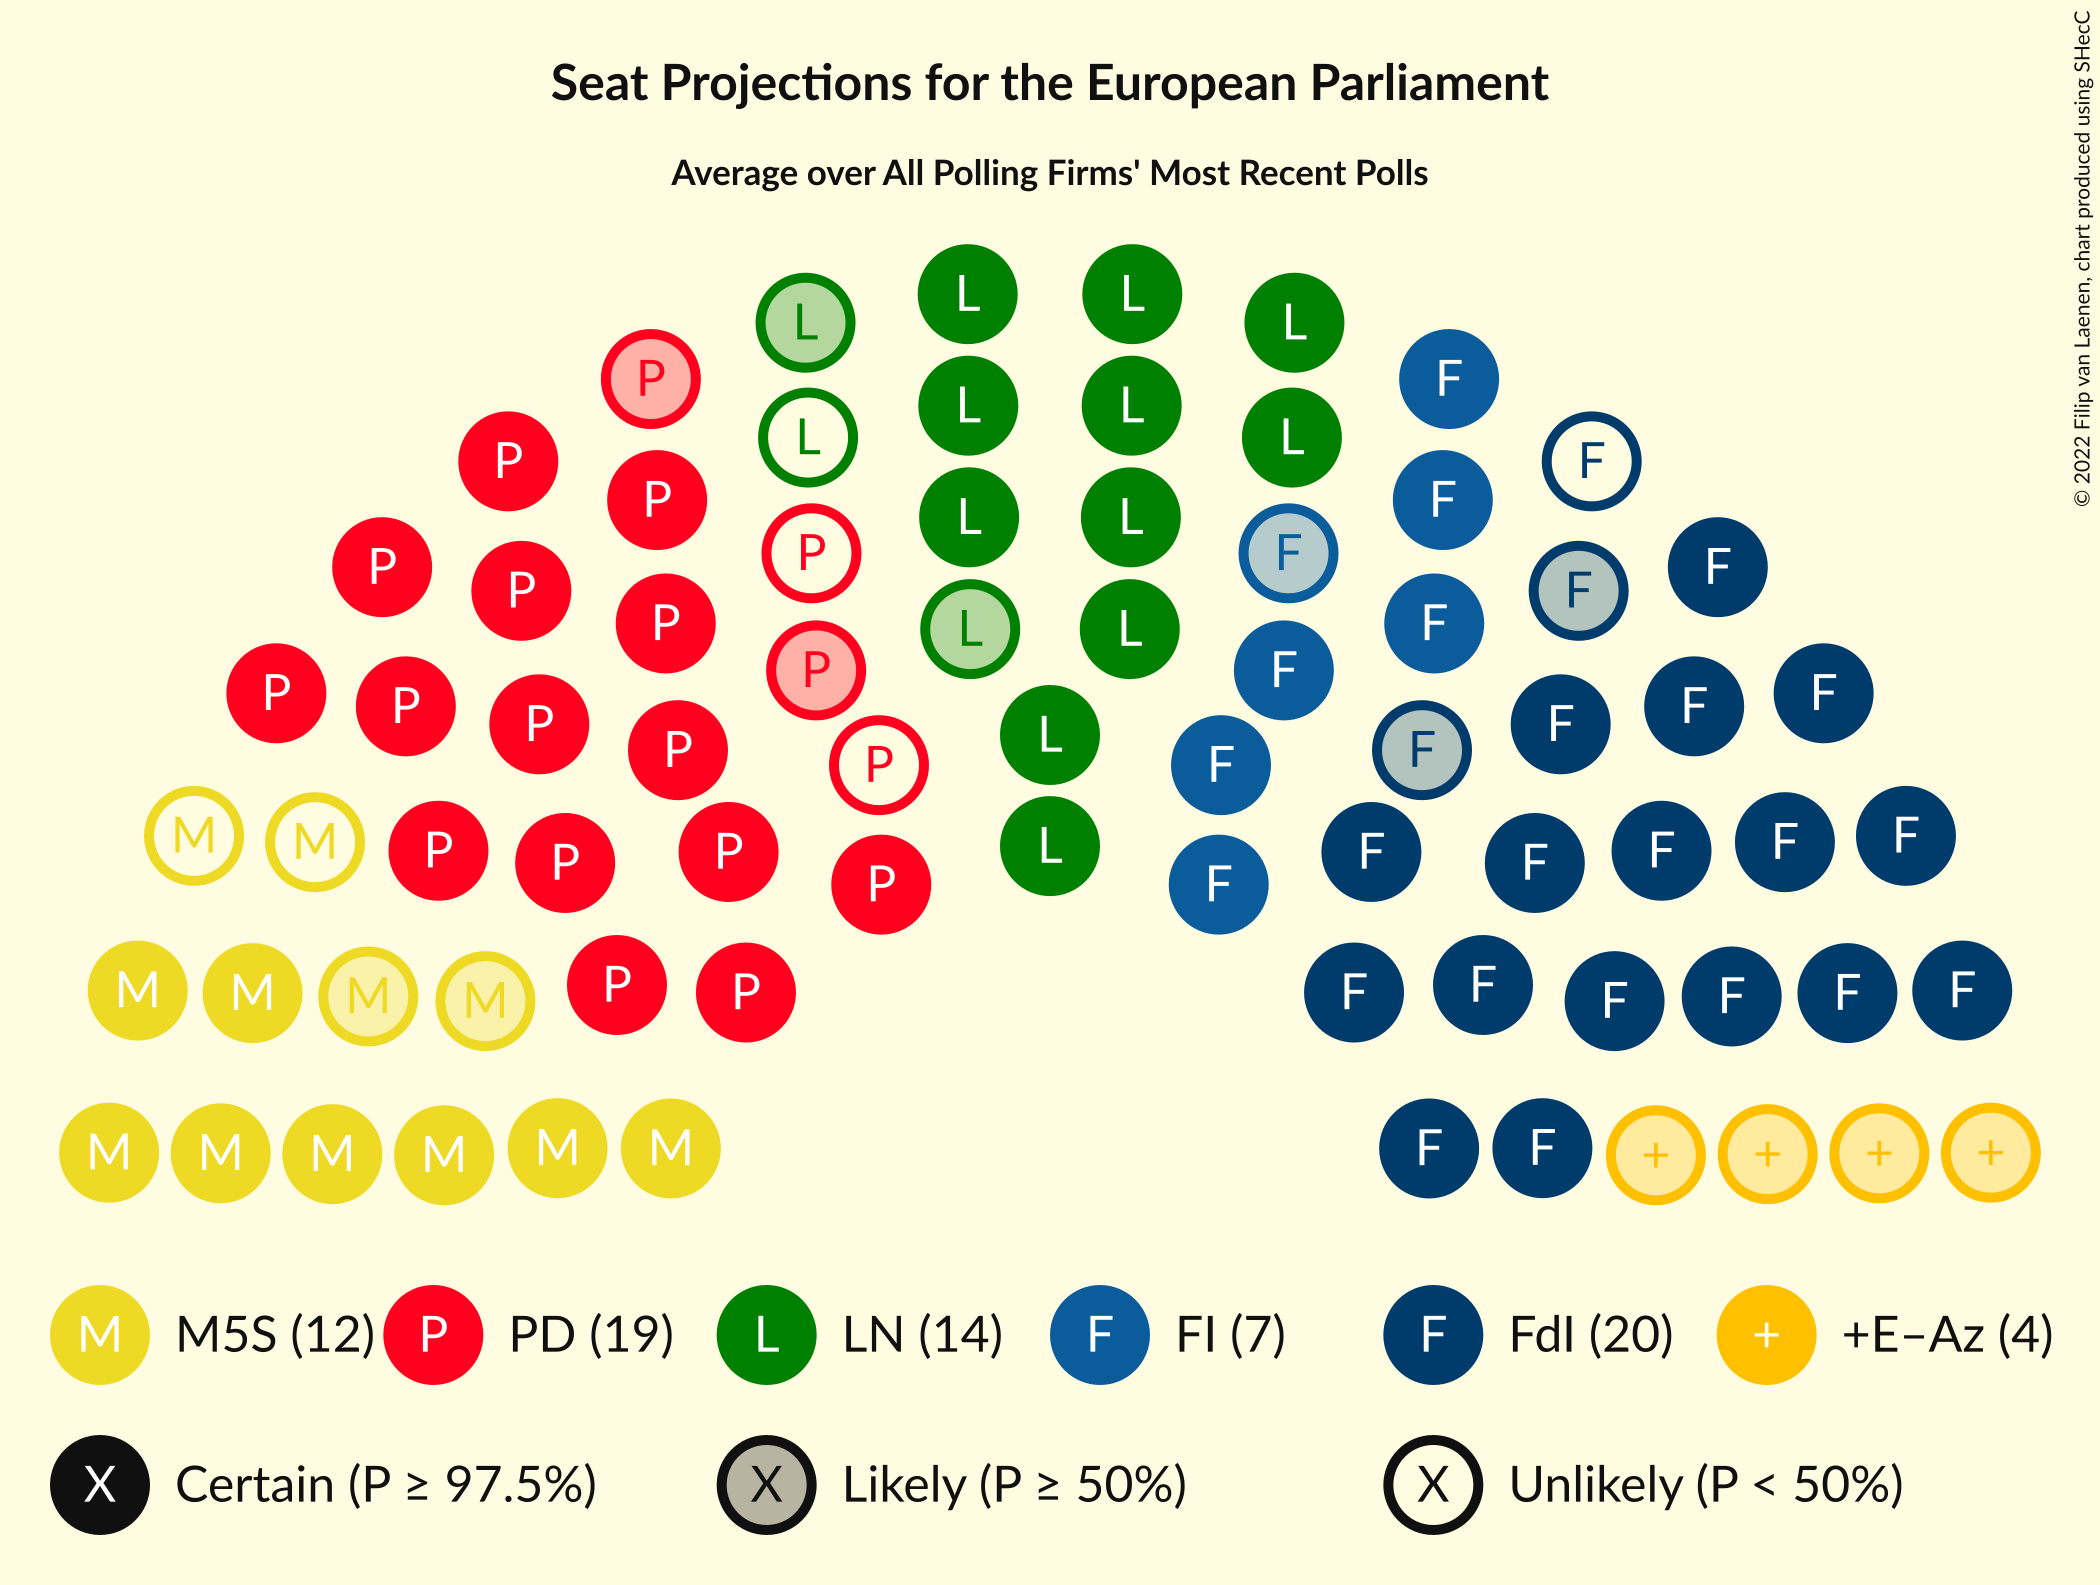 Seat Projections for the European Parliament
Average over All Polling Firms' Most Recent Polls
© 2022 Filip van Laenen, chart produced using SHecC
L L
L L
P F
L L
L L
P F
P F
L L
P P F F
P F
P P F F
L L
P F
P F
P F
P P F F
P F
L
P F
M M F F
P F
L
P F
P F
P F
P F
M M M M P P F F F F F F
M M M M M M F F + + + +
M M5S (12) P PD (19) L LN (14) F FI (7) F FdI (20) + +E–Az (4)
X Certain (P ≥ 97.5%) X Likely (P ≥ 50%) X Unlikely (P < 50%)